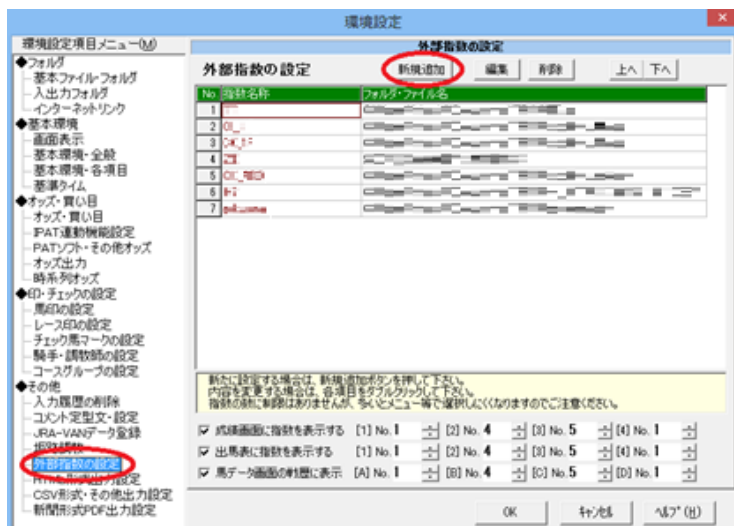 環境設定
環境設定項目メニュー(M)
◆フォルダ
基本ファイル・フォルダ
入出力フォルダ
インターネットリンク
◆基本環境
画面表示
基本環境・全般
基本環境・各項目
基準タイム
◆オッズ・買い目
オッズ・買い目
IPAT連動機能設定
PATソフト・その他オッズ
オッズ出力
時系列オッズ
◆印・チェックの設定
馬印の設定
レース印の設定
チェック馬マークの設定
騎手・調教師の設定
コースグループの設定
◆その他
入力履歴の削除
コメント定型文・設定
JRA-VANデータ登録
外部指数の設定
HTML形式出力設定
CSV形式・その他出力設定
新聞形式PDF出力設定
外部指数の設定
外部指数の設定 新規追加 編集 削除 上へ 下へ
No. 指数名称 フォルダ・ファイル名
1
2
3
4
5
6
7
新たに設定する場合は、新規追加ボタンを押して下さい。
内容を変更する場合は、各項目をダブルクリックして下さい。
指数の数に制限はありませんが、多いとメニュー等で選択しにくくなりますのでご注意ください。
成績画面に指数を表示する [1] No. 1 [2] No. 4 [3] No. 5 [4] No. 1
出馬表に指数を表示する [1] No. 1 [2] No. 4 [3] No. 5 [4] No. 1
馬データ画面の戦歴に表示 [A] No. 1 [B] No. 4 [C] No. 5 [D] No. 1
OK キャンセル ヘルプ(H)